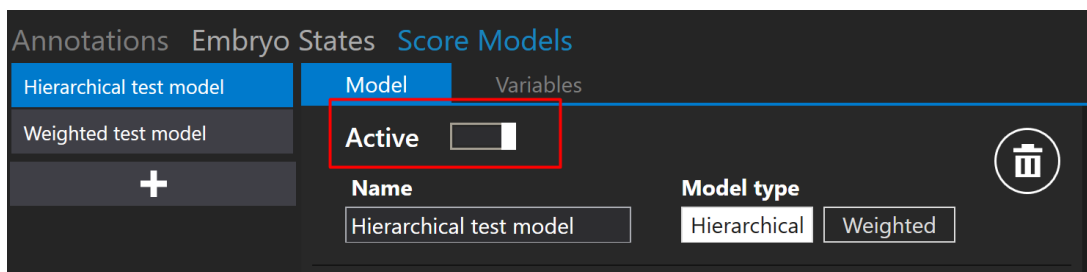 Annotations Embryo States Score Models
Hierarchical test model
Weighted test model
Model Variables
Active
Name
Hierarchical test model
Model type
Hierarchical Weighted